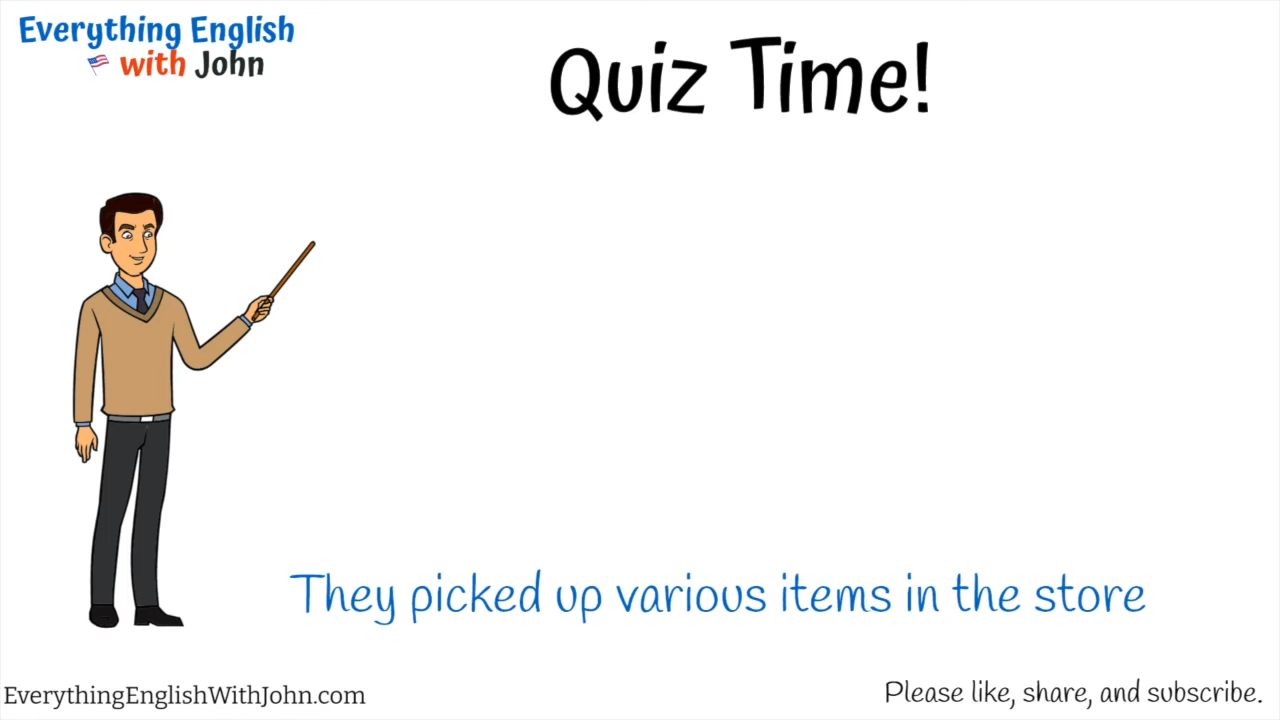 Everything English
with John
Quiz Time!
They picked up various items in the store
EverythingEnglishWithJohn.com
Please like, share, and subscribe.